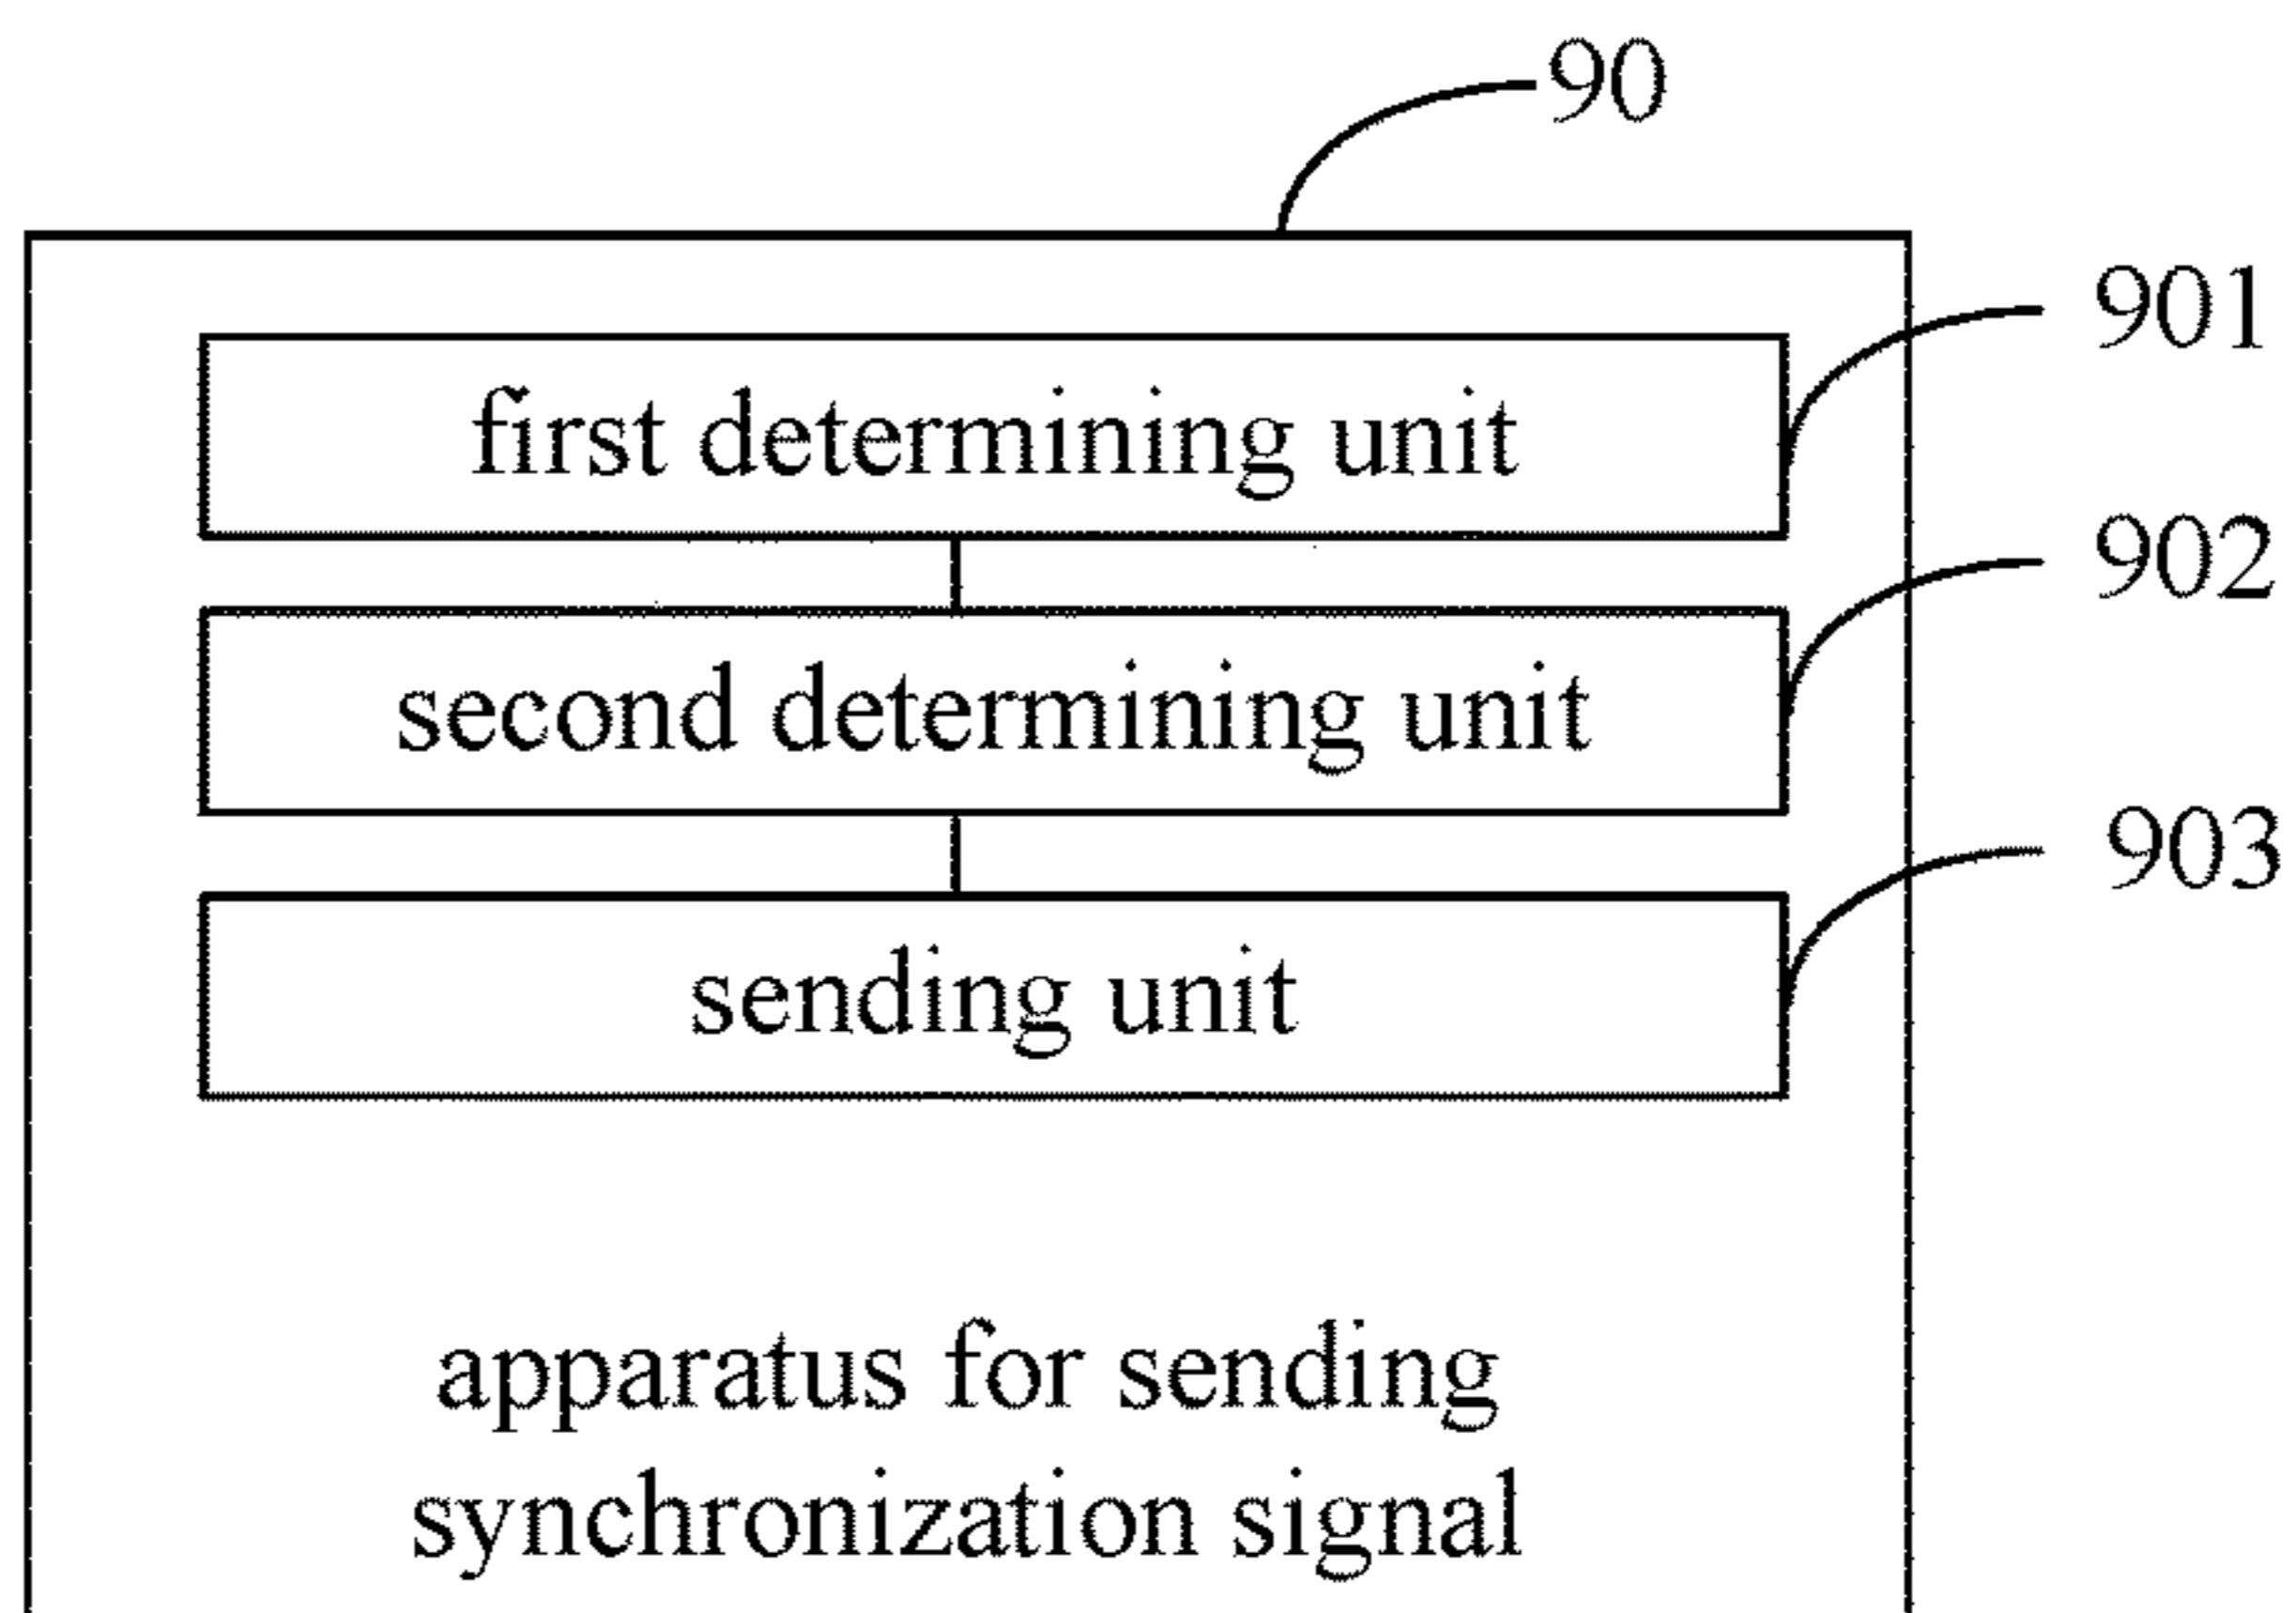 90
901
first determining unit
902
second determining unit
903
sending unit
apparatus for sending
synchronization signal